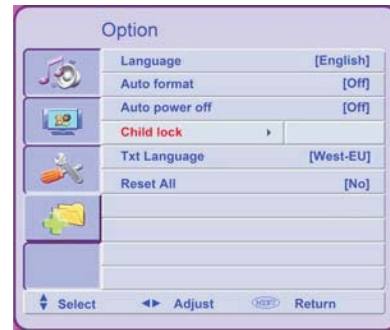 Option
Language [English]
Auto format [Off]
Auto power off [Off]
Child lock
Txt Language [West-EU]
Reset All [No]
Select Adjust Return